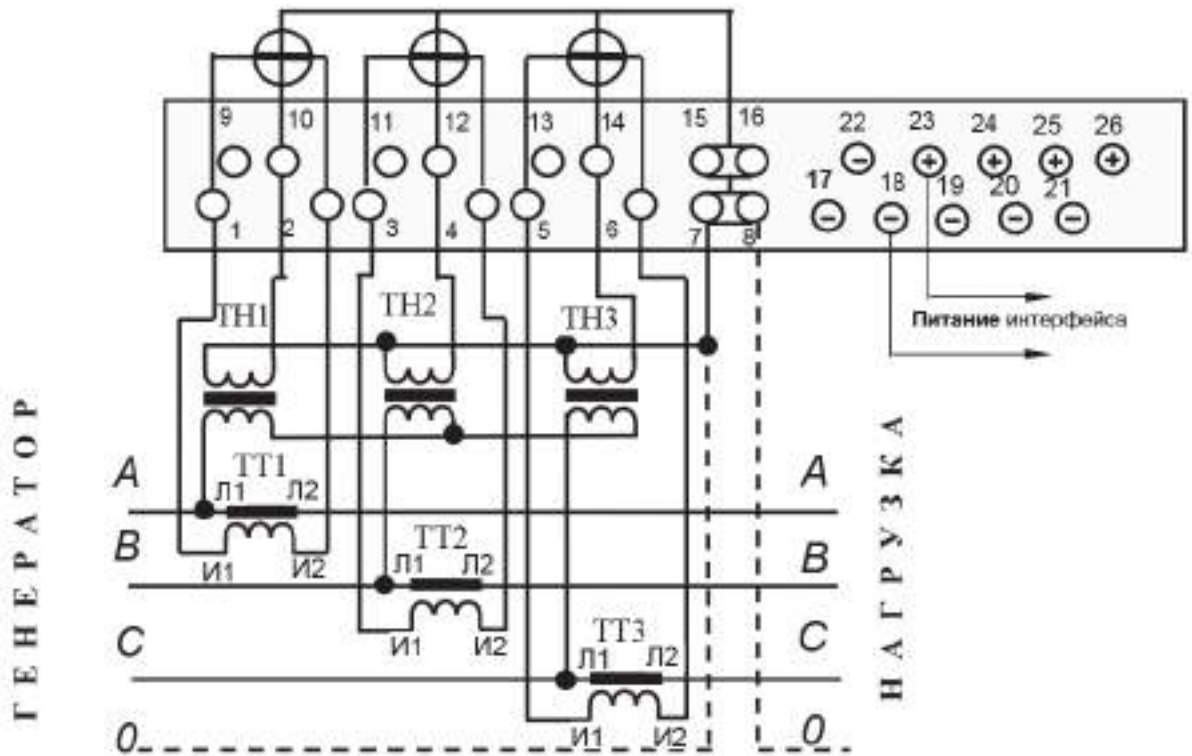 9 10 11 12 13 14 15 16 22 23 24 25 26
17 18 19 20 21
1 2 3 4 5 6 7 8
ТН1 ТН2 ТН3
Питание интерфейса
ГЕНЕРАТОР
НАГРУЗКА
A ТТ1 A
Л1 Л2
B ТТ2 B
И1 И2 Л1 Л2
C ТТ3 C
И1 И2 Л1 Л2
0 И1 И2 0